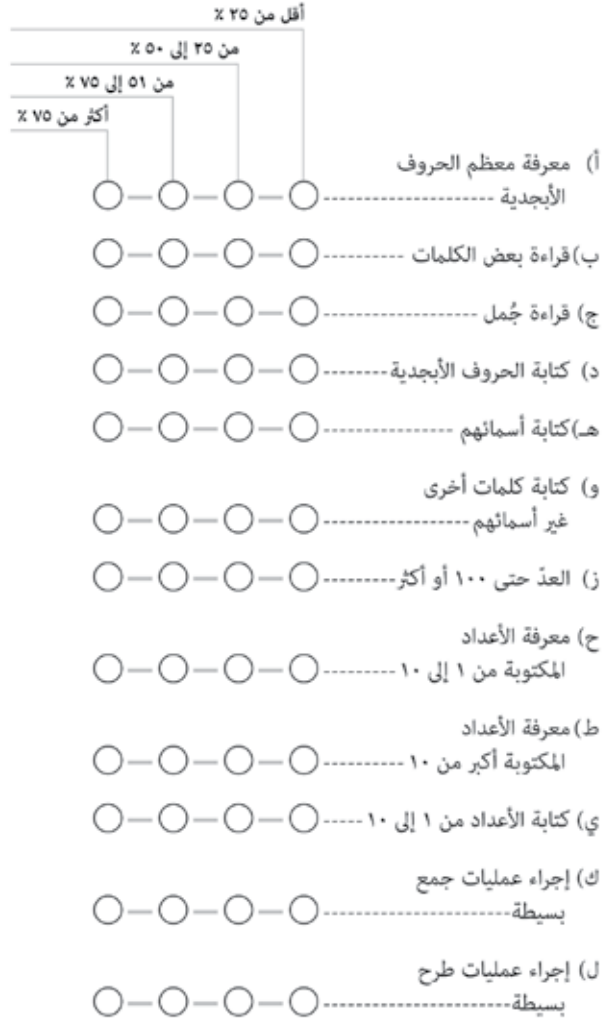 أقل من ٢٥ ٪
من ٢٥ إلى ٥٠ ٪
من ٥١ إلى ٧٥ ٪
أكثر من ٧٥ ٪
أ) معرفة معظم الحروف
الأبجدية
ب) قراءة بعض الكلمات
ج) قراءة جُمل
د) كتابة الحروف الأبجدية
هـ) كتابة أسمائهم
و) كتابة كلمات أخرى
غير أسمائهم
ز) العدّ حتى ١٠٠ أو أكثر
ح) معرفة الأعداد
المكتوبة من ١ إلى ١٠
ط) معرفة الأعداد
المكتوبة أكبر من ١٠
ي) كتابة الأعداد من ١ إلى ١٠
ك) إجراء عمليات جمع
بسيطة
ل) إجراء عمليات طرح
بسيطة